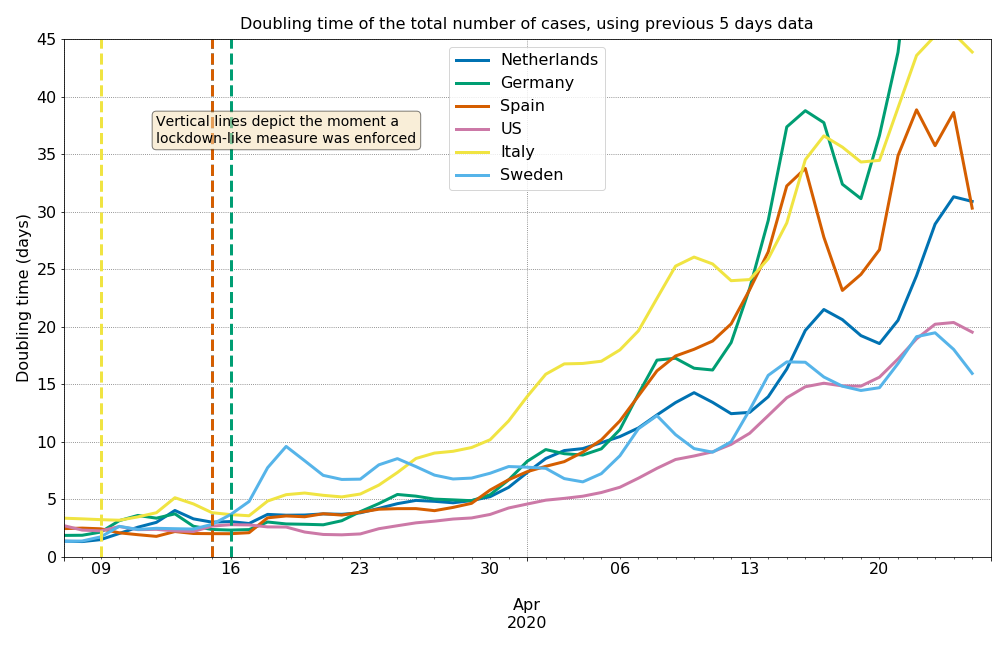 Doubling time of the total number of cases, using previous 5 days data
45
40
35
30
25
20
15
10
5
0
Doubling time (days)
Vertical lines depict the moment a
lockdown-like measure was enforced
Netherlands
Germany
Spain
US
Italy
Sweden
09
16
23
30
06
13
20
Apr
2020